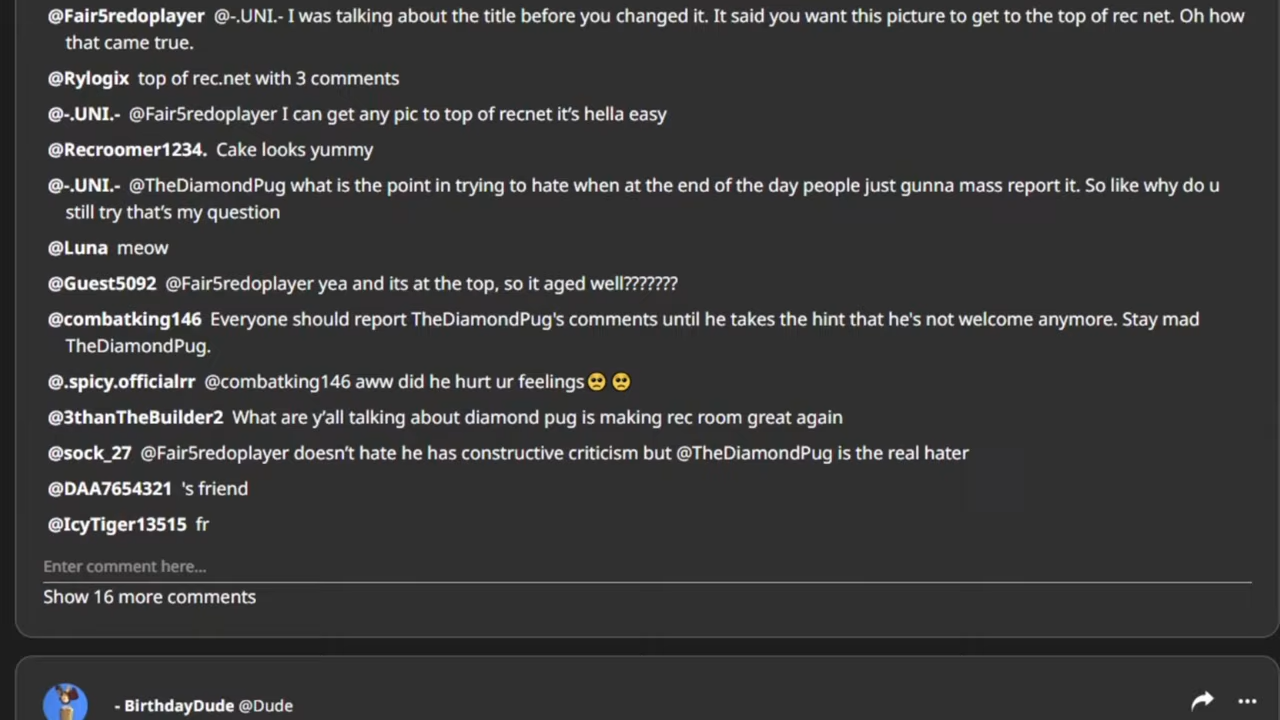 @Fair5redoplayer @-.UNI.- I was talking about the title before you changed it. It said you want this picture to get to the top of rec net. Oh how
that came true.
@Rylogix top of rec.net with 3 comments
@-.UNI.- @Fair5redoplayer I can get any pic to top of recnet it’s hella easy
@Recroomer1234. Cake looks yummy
@-.UNI.- @TheDiamondPug what is the point in trying to hate when at the end of the day people just gunna mass report it. So like why do u
still try that’s my question
@Luna meow
@Guest5092 @Fair5redoplayer yea and its at the top, so it aged well???????
@combatking146 Everyone should report TheDiamondPug's comments until he takes the hint that he's not welcome anymore. Stay mad
TheDiamondPug.
@.spicy.officialrr @combatking146 aww did he hurt ur feelings🥺 🥺
@3thanTheBuilder2 What are y’all talking about diamond pug is making rec room great again
@sock_27 @Fair5redoplayer doesn’t hate he has constructive criticism but @TheDiamondPug is the real hater
@DAA7654321 's friend
@IcyTiger13515 fr
Enter comment here...
Show 16 more comments
- BirthdayDude @Dude